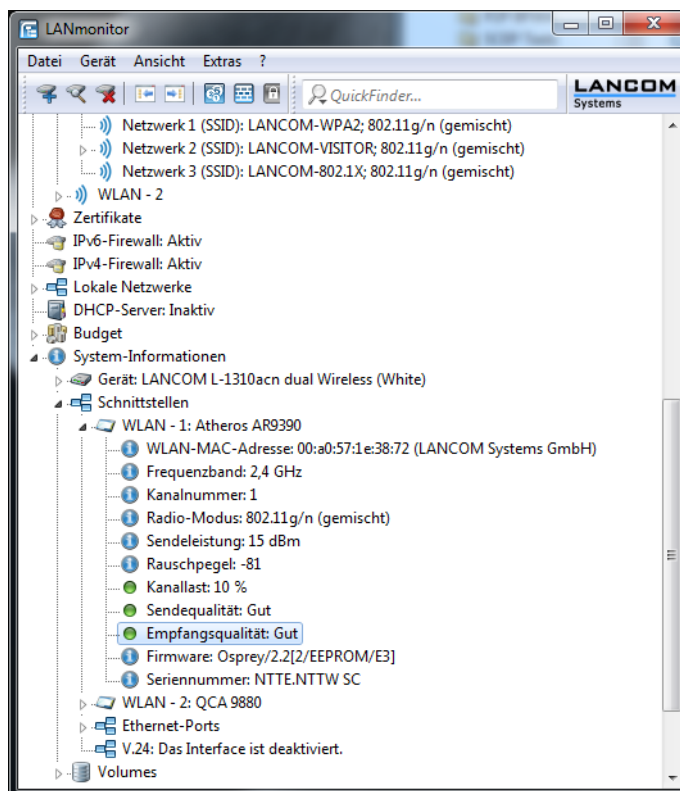 LANmonitor
Datei Gerät Ansicht Extras ?
QuickFinder...
LANCOM
Systems
Netzwerk 1 (SSID): LANCOM-WPA2; 802.11g/n (gemischt)
Netzwerk 2 (SSID): LANCOM-VISITOR; 802.11g/n (gemischt)
Netzwerk 3 (SSID): LANCOM-802.1X; 802.11g/n (gemischt)
WLAN - 2
Zertifikate
IPv6-Firewall: Aktiv
IPv4-Firewall: Aktiv
Lokale Netzwerke
DHCP-Server: Inaktiv
Budget
System-Informationen
Gerät: LANCOM L-1310acn dual Wireless (White)
Schnittstellen
WLAN - 1: Atheros AR9390
WLAN-MAC-Adresse: 00:a0:57:1e:38:72 (LANCOM Systems GmbH)
Frequenzband: 2,4 GHz
Kanalnummer: 1
Radio-Modus: 802.11g/n (gemischt)
Sendeleistung: 15 dBm
Rauschpegel: -81
Kanallast: 10 %
Sendequalität: Gut
Empfangsqualität: Gut
Firmware: Osprey/2.2[2/EEPROM/E3]
Seriennummer: NTTE.NTTW SC
WLAN - 2: QCA 9880
Ethernet-Ports
V.24: Das Interface ist deaktiviert.
Volumes